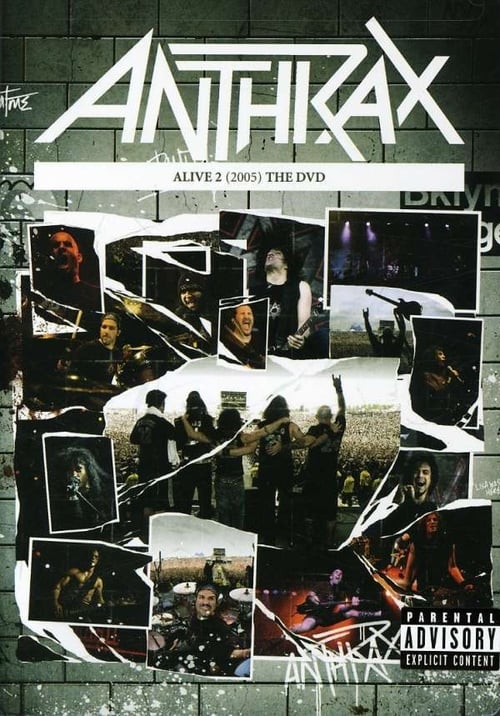 ANTHRAX
ALIVE 2 (2005) THE DVD
Bklyn
ANTHRAX
PARENTAL
ADVISORY
EXPLICIT CONTENT